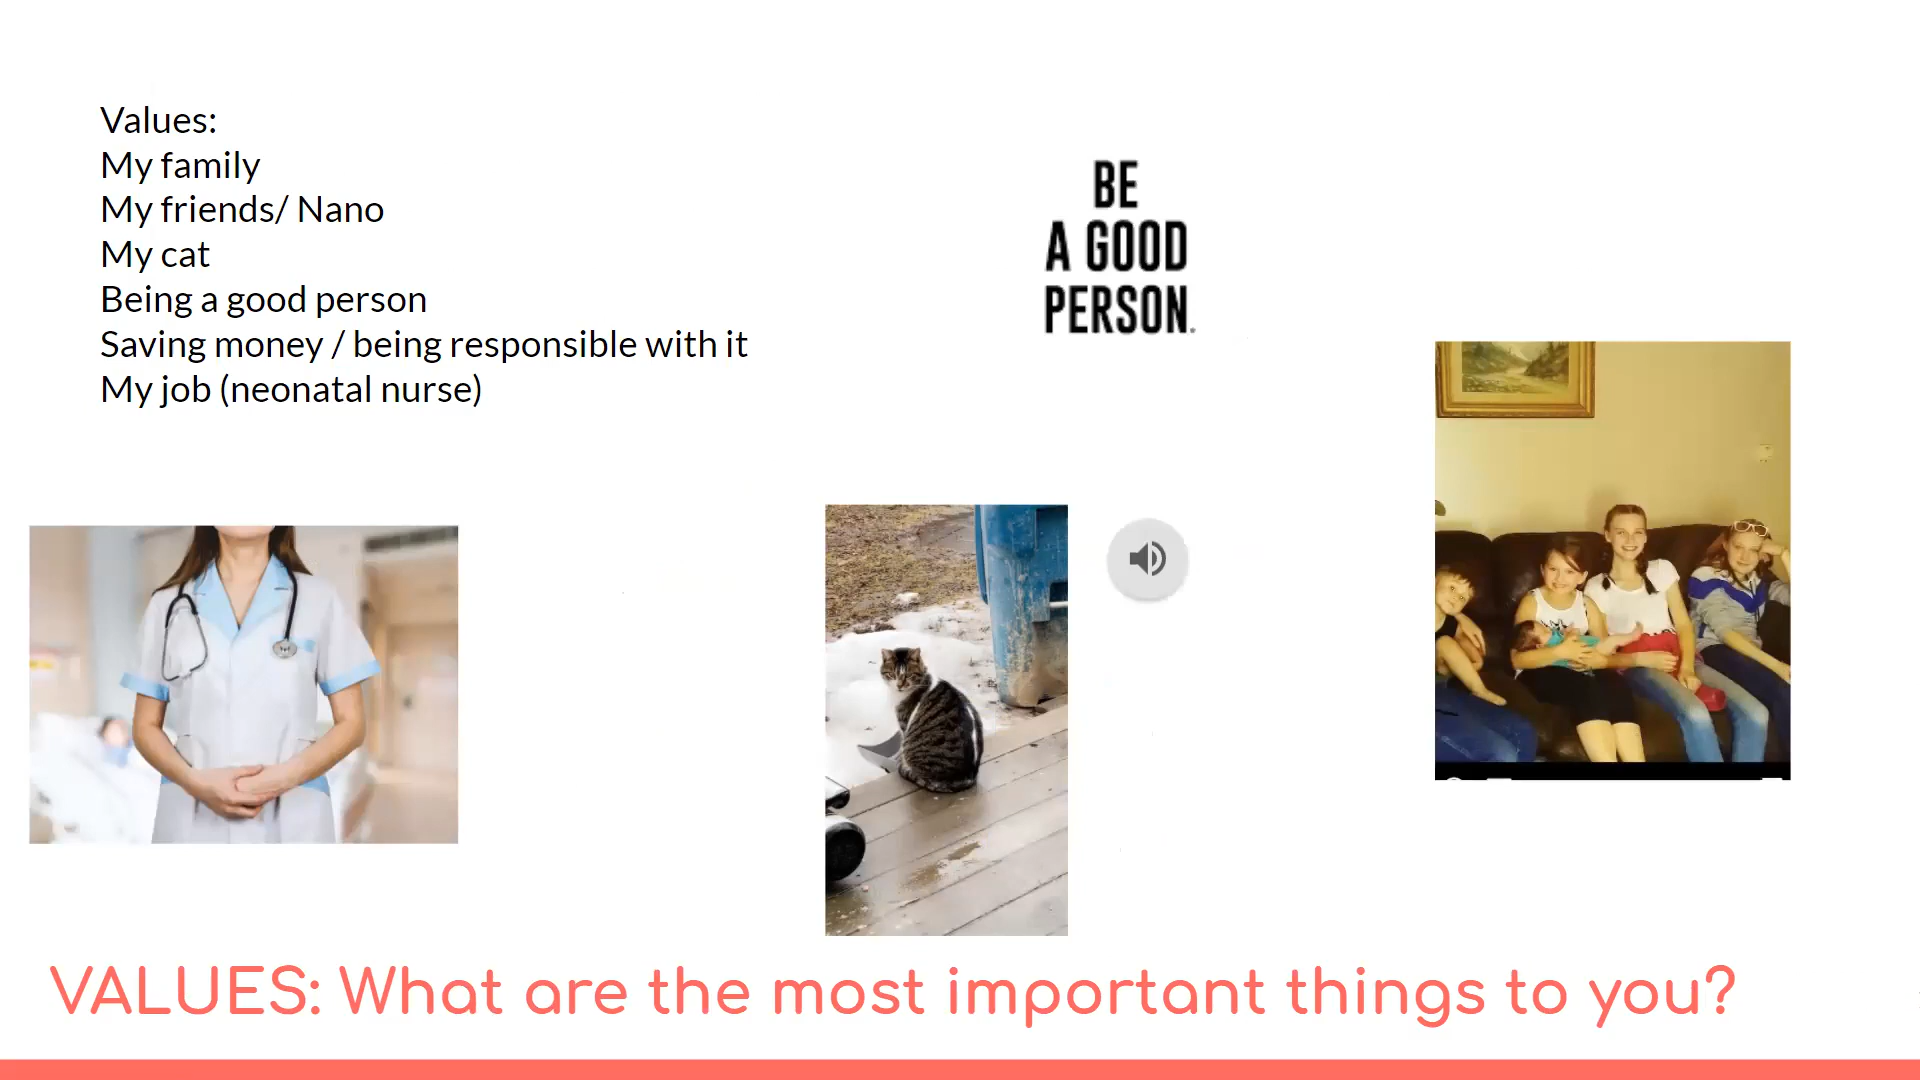 Values:
My family
My friends/ Nano
My cat
Being a good person
Saving money / being responsible with it
My job (neonatal nurse)
BE
A GOOD
PERSON.
VALUES: What are the most important things to you?